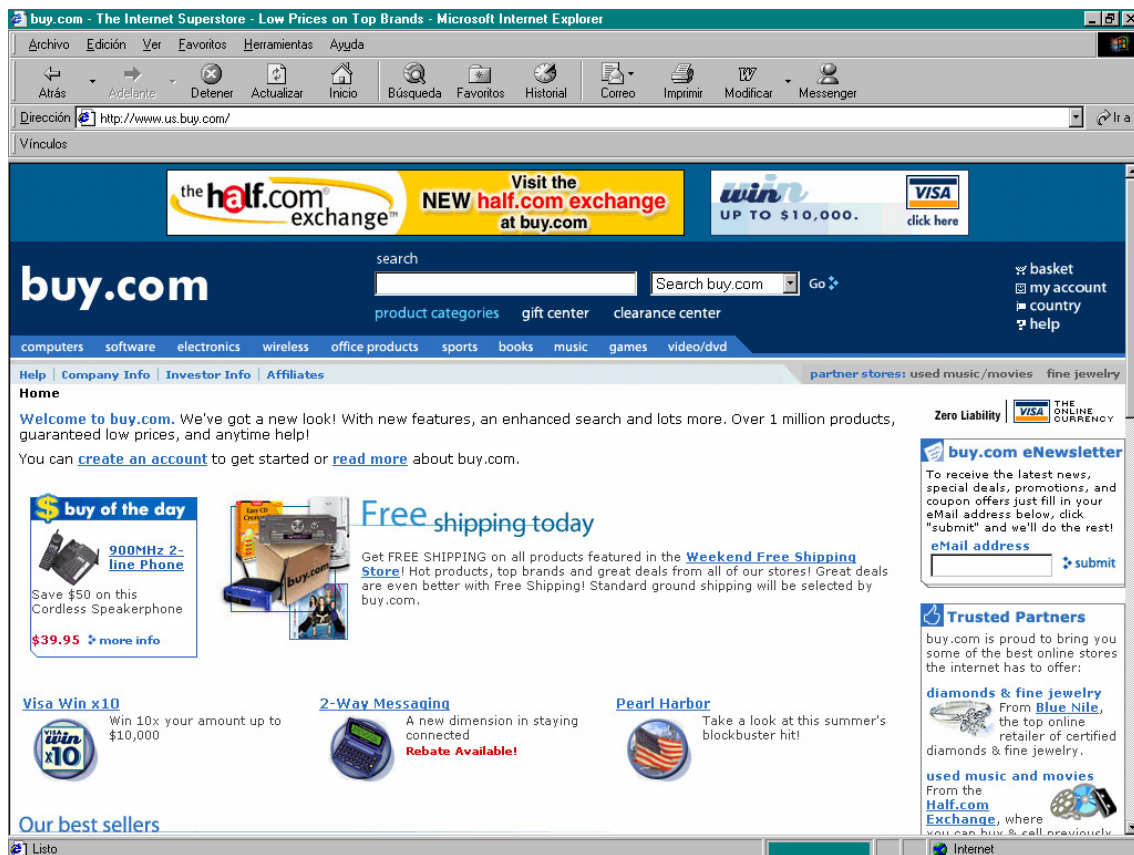 buy.com - The Internet Superstore - Low Prices on Top Brands - Microsoft Internet Explorer
Archivo Edición Ver Favoritos Herramientas Ayuda
Atrás Adelante Detener Actualizar Inicio Búsqueda Favoritos Historial Correo Imprimir Modificar Messenger
Dirección http://www.us.buy.com/ Ir a
Vínculos
the half.com® exchange™
Visit the
NEW half.com exchange
at buy.com
win
UP TO $10,000.
VISA
click here
buy.com
search
Search buy.com Go
product categories gift center clearance center
basket
my account
country
help
computers software electronics wireless office products sports books music games video/dvd
Help | Company Info | Investor Info | Affiliates
partner stores: used music/movies fine jewelry
Home
Welcome to buy.com. We've got a new look! With new features, an enhanced search and lots more. Over 1 million products,
guaranteed low prices, and anytime help!
You can create an account to get started or read more about buy.com.
Zero Liability VISA THE
ONLINE
CURRENCY
buy.com eNewsletter
To receive the latest news,
special deals, promotions, and
coupon offers just fill in your
eMail address below, click
"submit" and we'll do the rest!
eMail address
submit
$ buy of the day
900MHz 2-
line Phone
Save $50 on this
Cordless Speakerphone
$39.95 more info
Easy CD
Creator
buy.com
Free shipping today
Get FREE SHIPPING on all products featured in the Weekend Free Shipping
Store! Hot products, top brands and great deals from all of our stores! Great deals
are even better with Free Shipping! Standard ground shipping will be selected by
buy.com.
Trusted Partners
buy.com is proud to bring you
some of the best online stores
the internet has to offer:
diamonds & fine jewelry
From Blue Nile,
the top online
retailer of certified
diamonds & fine jewelry.
used music and movies
From the
Half.com
Exchange, where
you can buy & sell previously
Visa Win x10
VISA
win
x10
Win 10x your amount up to
$10,000
2-Way Messaging
A new dimension in staying
connected
Rebate Available!
Pearl Harbor
Take a look at this summer's
blockbuster hit!
Our best sellers
Listo Internet